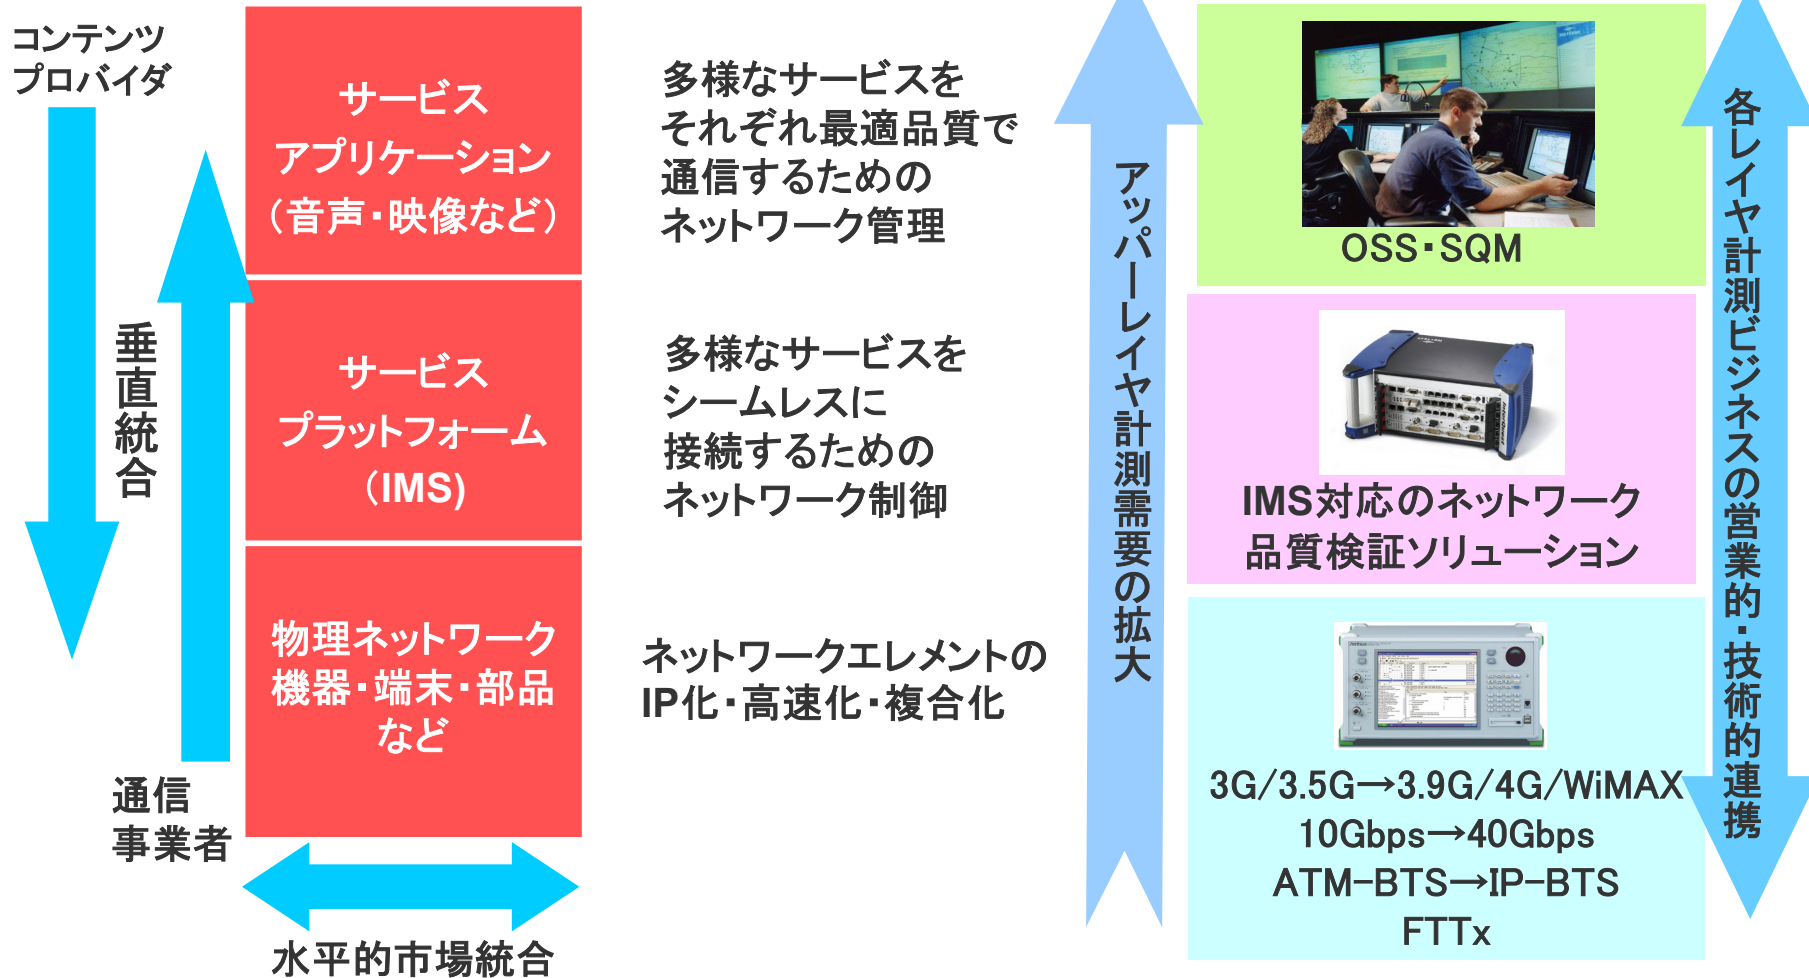 コンテンツ
プロバイダ
垂直統合
通信
事業者
サービス
アプリケーション
（音声・映像など）
サービス
プラットフォーム
（IMS)
物理ネットワーク
機器・端末・部品
など
水平的市場統合
多様なサービスを
それぞれ最適品質で
通信するための
ネットワーク管理
多様なサービスを
シームレスに
接続するための
ネットワーク制御
ネットワークエレメントの
IP化・高速化・複合化
アッパーレイヤ計測需要の拡大
OSS・SQM
IMS対応のネットワーク
品質検証ソリューション
3G/3.5G→3.9G/4G/WiMAX
10Gbps→40Gbps
ATM−BTS→IP−BTS
FTTx
各レイヤ計測ビジネスの営業的・技術的連携